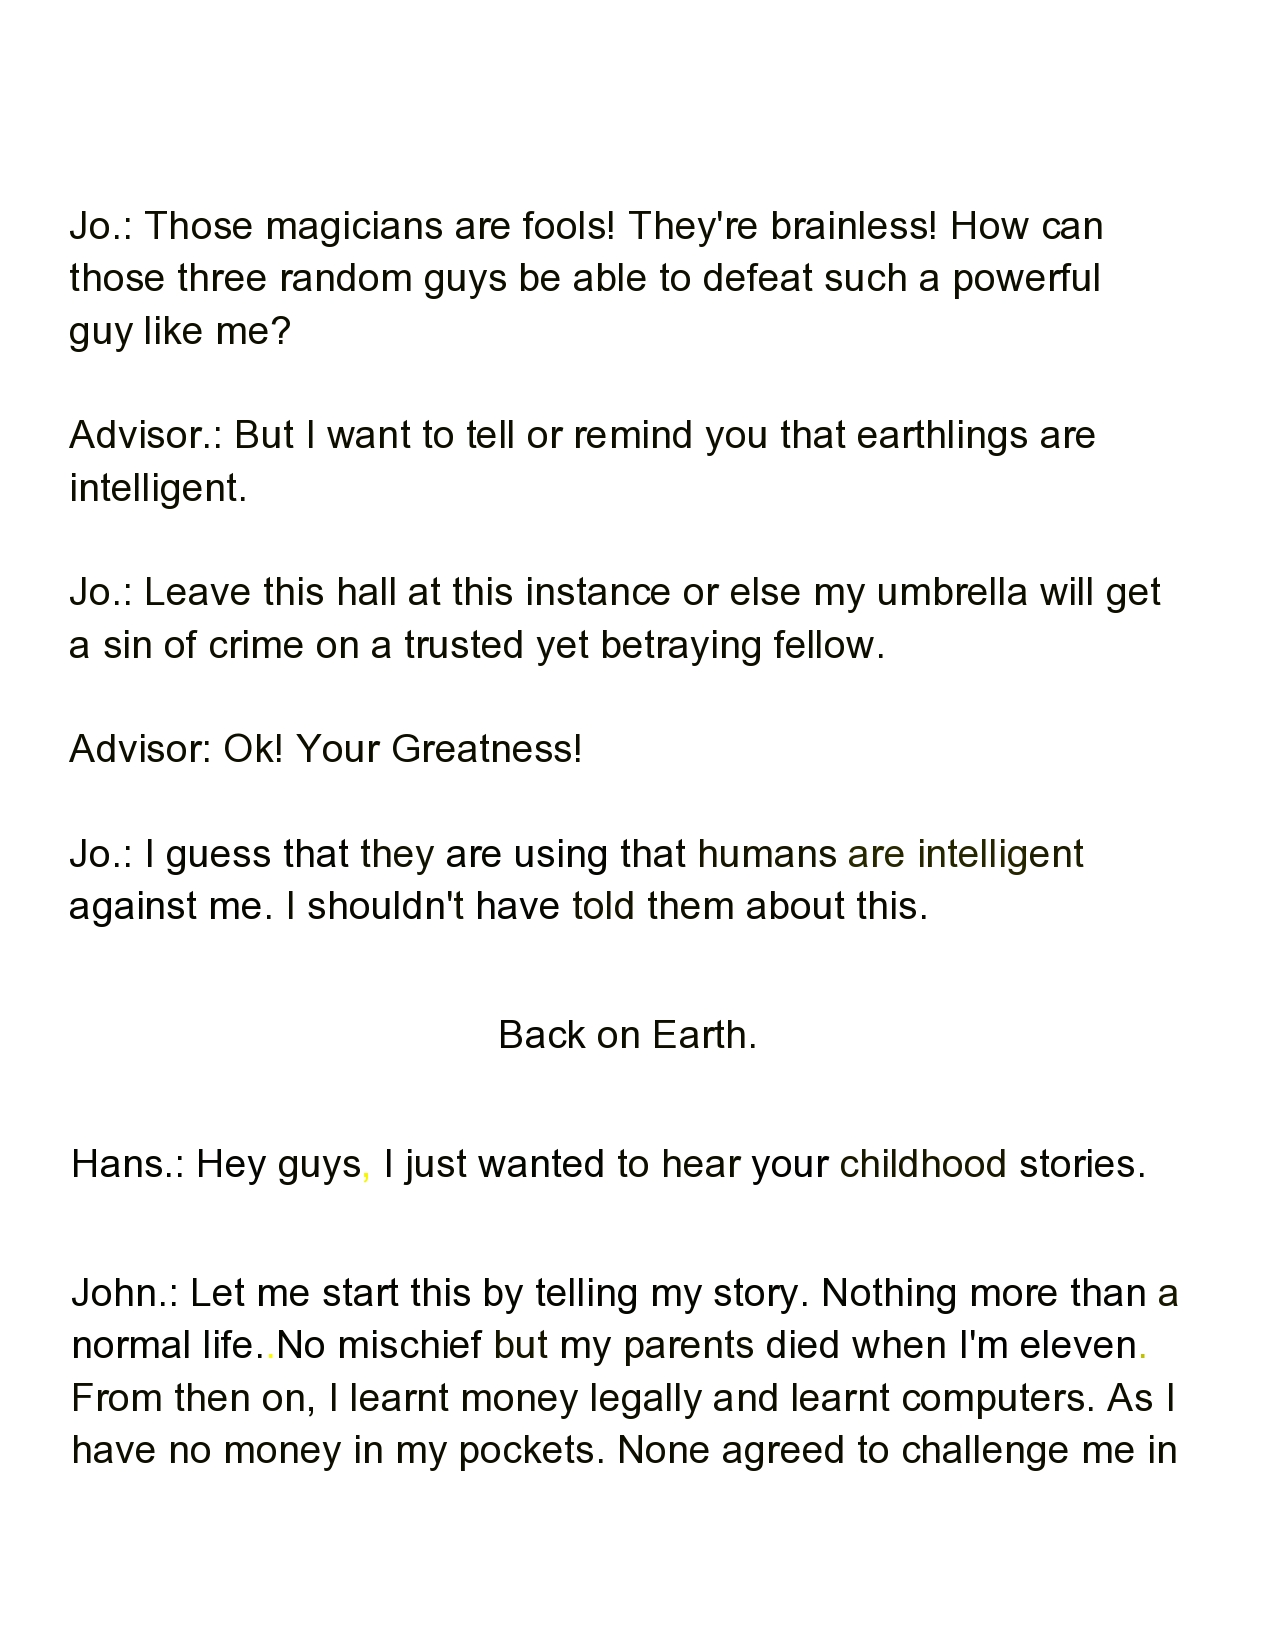 Jo.: Those magicians are fools! They're brainless! How can
those three random guys be able to defeat such a powerful
guy like me?
Advisor.: But I want to tell or remind you that earthlings are
intelligent.
Jo.: Leave this hall at this instance or else my umbrella will get
a sin of crime on a trusted yet betraying fellow.
Advisor: Ok! Your Greatness!
Jo.: I guess that they are using that humans are intelligent
against me. I shouldn't have told them about this.
Back on Earth.
Hans.: Hey guys, I just wanted to hear your childhood stories.
John.: Let me start this by telling my story. Nothing more than a
normal life..No mischief but my parents died when I'm eleven.
From then on, I learnt money legally and learnt computers. As I
have no money in my pockets. None agreed to challenge me in